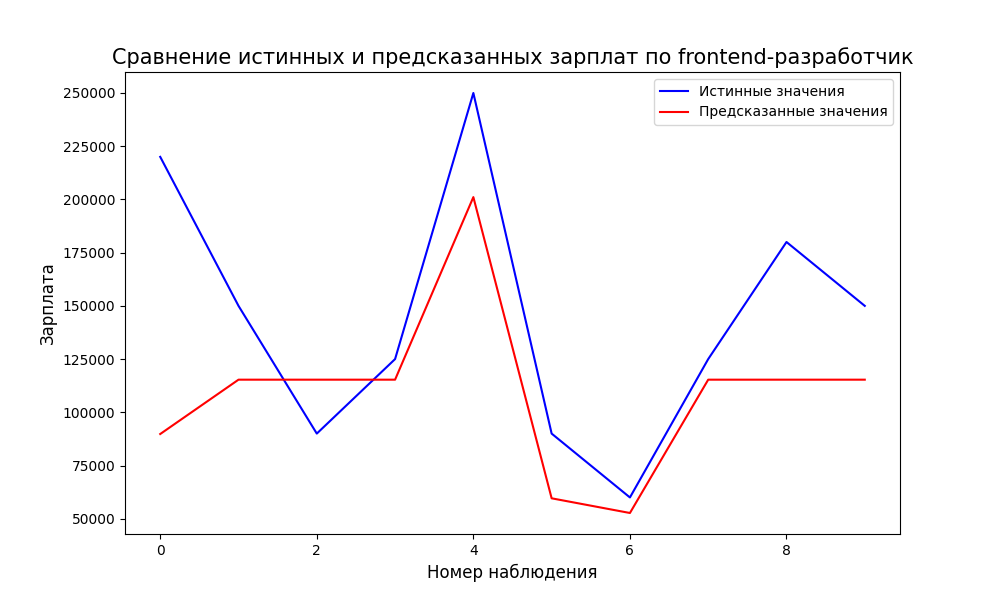 Сравнение истинных и предсказанных зарплат по frontend-разработчик
Истинные значения
Предсказанные значения
250000
225000
200000
175000
150000
125000
100000
75000
50000
Зарплата
0 2 4 6 8
Номер наблюдения